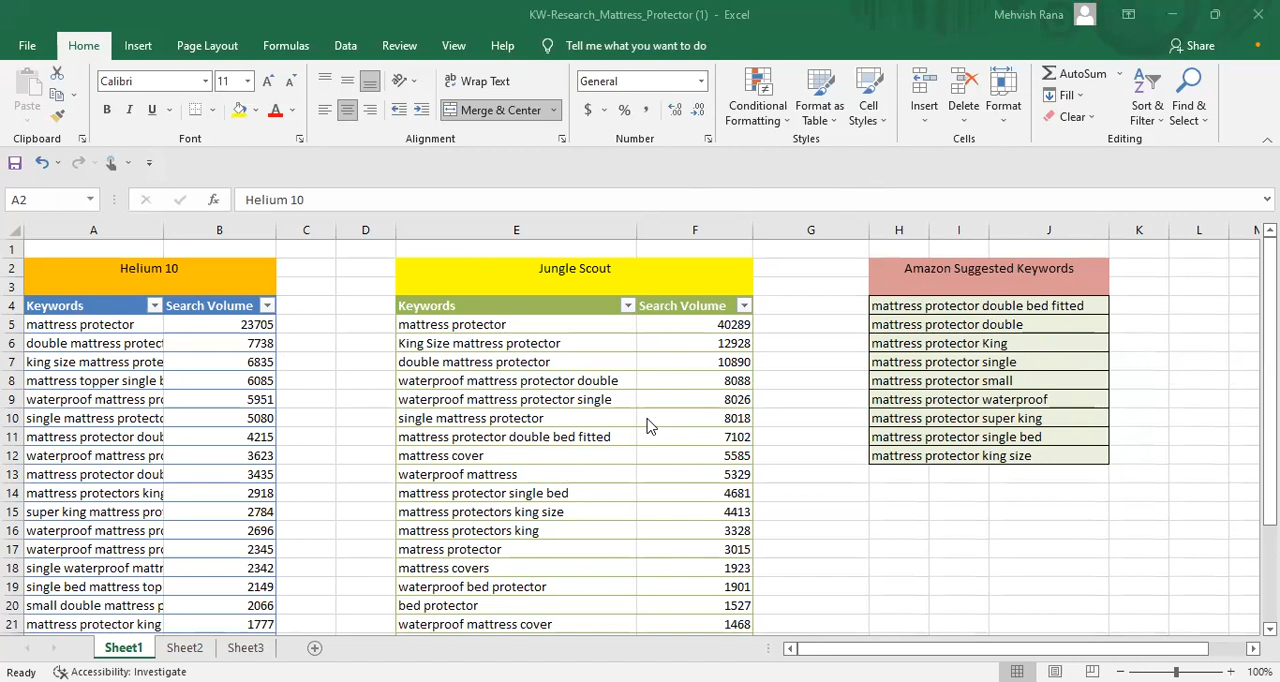 KW-Research_Mattress_Protector (1) - Excel
Mehvish Rana
File Home Insert Page Layout Formulas Data Review View Help Tell me what you want to do Share
Paste
Calibri 11
B I U
Wrap Text
Merge & Center
General
$ % ,
Conditional Formatting
Format as Table
Cell Styles
Insert Delete Format
AutoSum
Fill
Clear
Sort & Filter
Find & Select
Clipboard Font Alignment Number Styles Cells Editing
A2 fx Helium 10
A B C D E F G H I J K L M
1
2 Helium 10 Jungle Scout Amazon Suggested Keywords
3
4 Keywords Search Volume Keywords Search Volume mattress protector double bed fitted
5 mattress protector 23705 mattress protector 40289 mattress protector double
6 double mattress protect 7738 King Size mattress protector 12928 mattress protector King
7 king size mattress prote 6835 double mattress protector 10890 mattress protector single
8 mattress topper single b 6085 waterproof mattress protector double 8088 mattress protector small
9 waterproof mattress pro 5951 waterproof mattress protector single 8026 mattress protector waterproof
10 single mattress protecto 5080 single mattress protector 8018 mattress protector super king
11 mattress protector doub 4215 mattress protector double bed fitted 7102 mattress protector single bed
12 waterproof mattress pro 3623 mattress cover 5585 mattress protector king size
13 mattress protector doub 3435 waterproof mattress 5329
14 mattress protectors king 2918 mattress protector single bed 4681
15 super king mattress pro 2784 mattress protectors king size 4413
16 waterproof mattress pro 2696 mattress protectors king 3328
17 waterproof mattress pro 2345 matress protector 3015
18 single waterproof mattr 2342 mattress covers 1923
19 single bed mattress top 2149 waterproof bed protector 1901
20 small double mattress p 2066 bed protector 1527
21 mattress protector king 1777 waterproof mattress cover 1468
Sheet1 Sheet2 Sheet3
Ready Accessibility: Investigate 100%